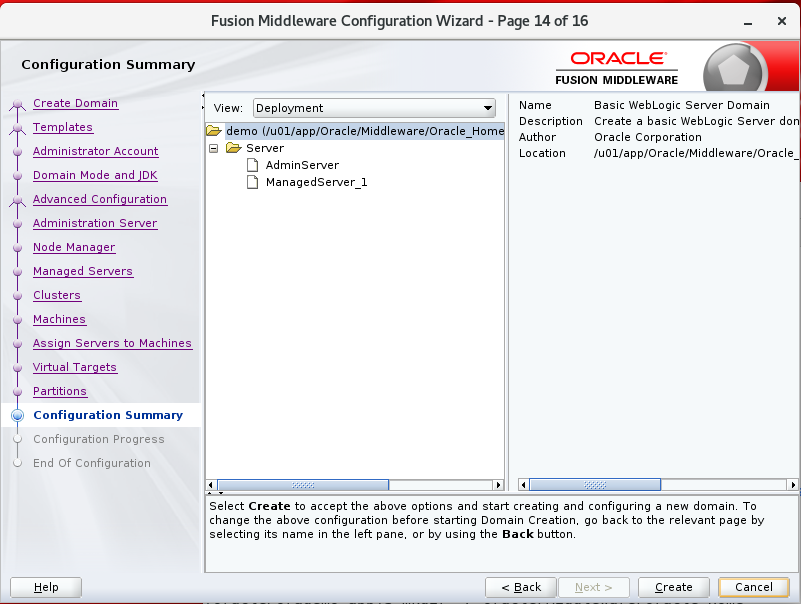 Fusion Middleware Configuration Wizard - Page 14 of 16
Configuration Summary
ORACLE
FUSION MIDDLEWARE
Create Domain
Templates
Administrator Account
Domain Mode and JDK
Advanced Configuration
Administration Server
Node Manager
Managed Servers
Clusters
Machines
Assign Servers to Machines
Virtual Targets
Partitions
Configuration Summary
Configuration Progress
End Of Configuration
View: Deployment
demo (/u01/app/Oracle/Middleware/Oracle_Home
Server
AdminServer
ManagedServer_1
Name Basic WebLogic Server Domain
Description Create a basic WebLogic Server
Author Oracle Corporation
Location /u01/app/Oracle/Middleware/Oracle_
Select Create to accept the above options and start creating and configuring a new domain. To
change the above configuration before starting Domain Creation, go back to the relevant page by
selecting its name in the left pane, or by using the Back button.
Help
< Back
Next >
Create
Cancel